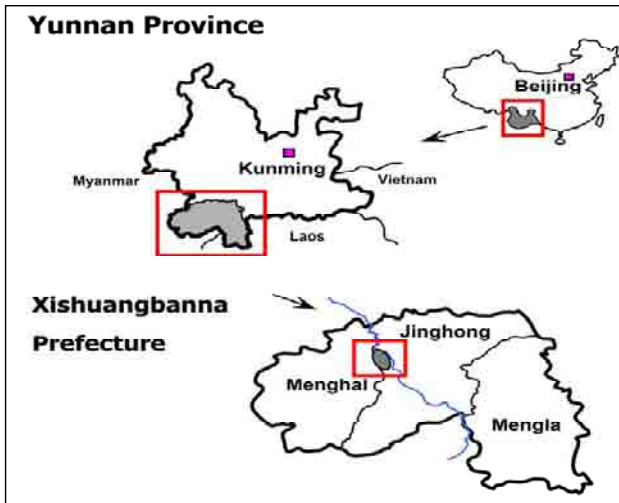 Yunnan Province
Beijing
Kunming
Myanmar
Vietnam
Laos
Xishuangbanna
Prefecture
Jinghong
Menghai
Mengla